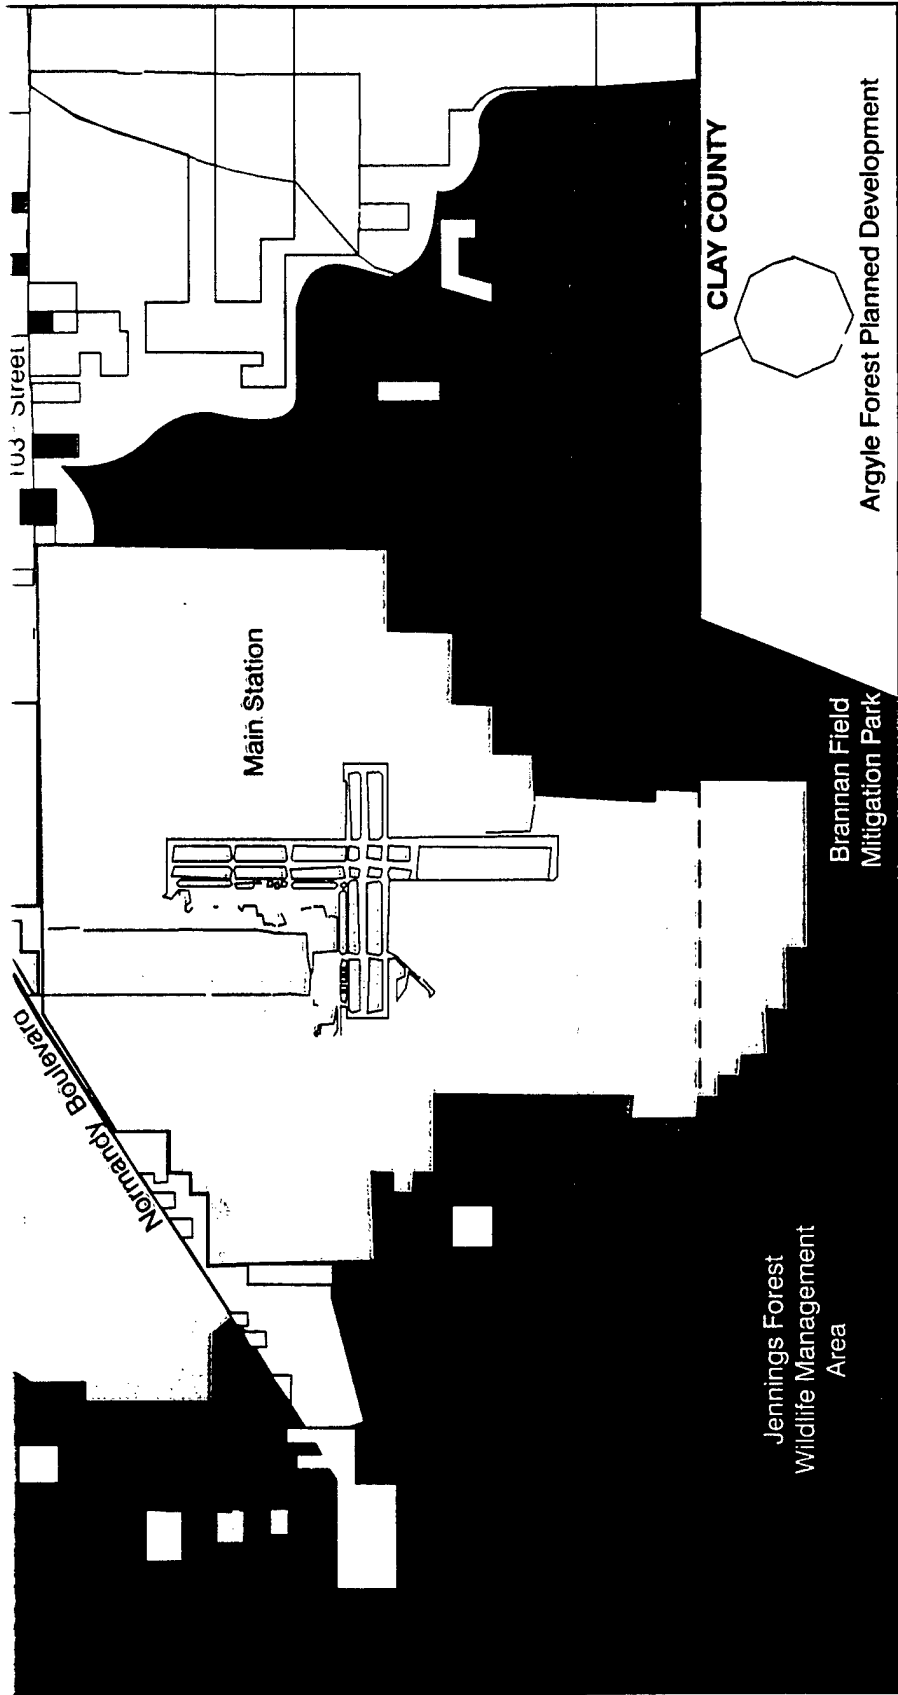 103 Street
Normandy Boulevard
Main Station
CLAY COUNTY
Argyle Forest Planned Development
Brannan Field
Mitigation Park
Jennings Forest
Wildlife Management
Area